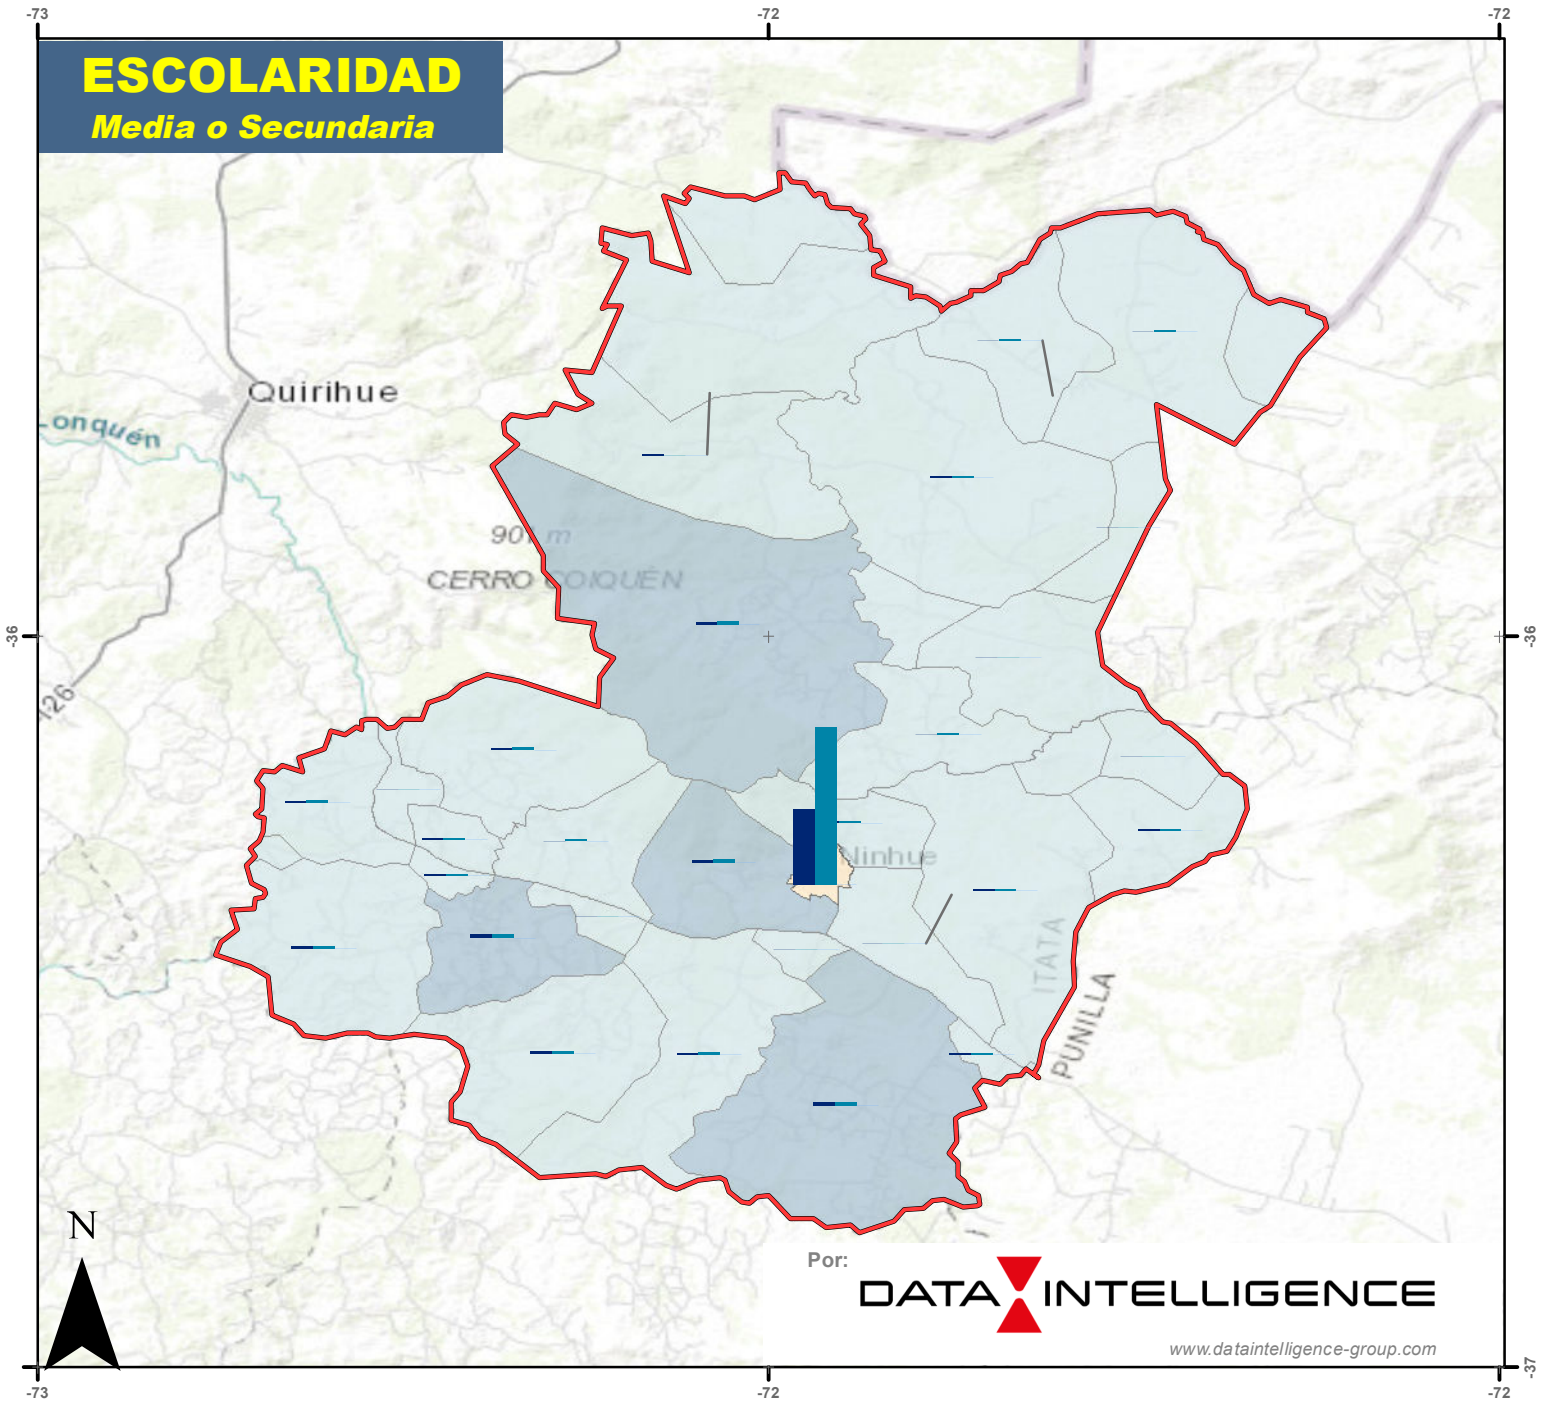 -73
-72
-72
ESCOLARIDAD
Media o Secundaria
Quirihue
Lonquén
901 m
CERRO COIQUÉN
-36
-36
126
Ninhue
ITATA
PUNILLA
N
Por:
DATA INTELLIGENCE
www.dataintelligence-group.com
-37
-73
-72
-72